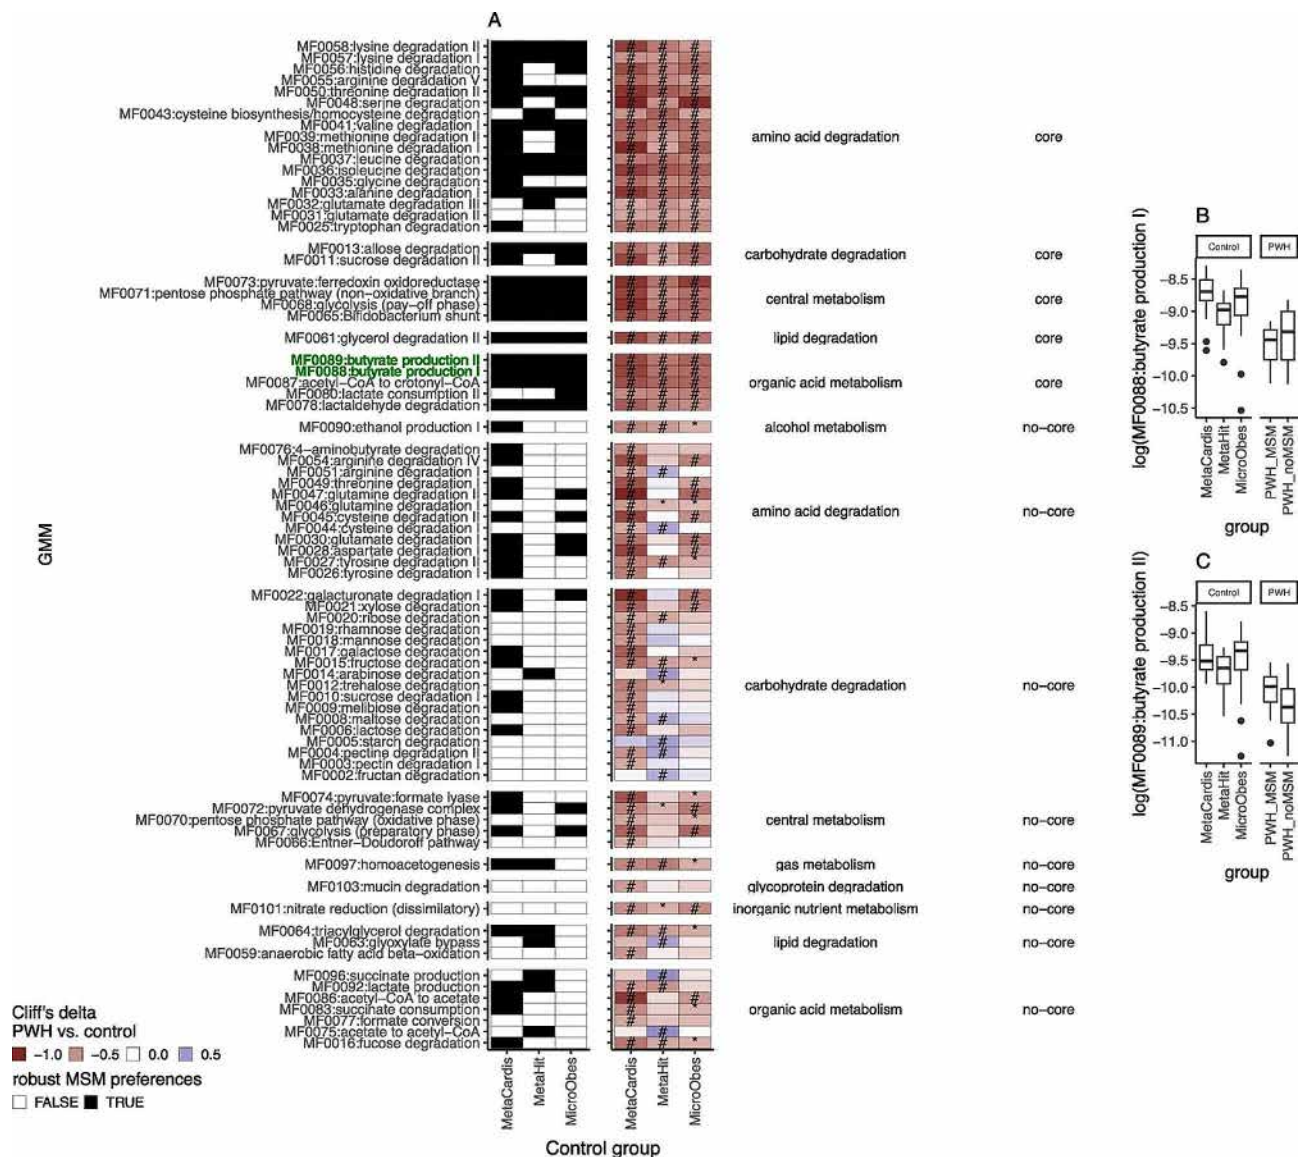 A
MF0058:lysine degradation II
MF0057:lysine degradation I
MF0056:histidine degradation
MF0055:arginine degradation V
MF0050:threonine degradation II
MF0048:serine degradation
MF0043:cysteine biosynthesis/homocysteine degradation
MF0041:valine degradation I
MF0039:methionine degradation II
MF0038:methionine degradation I
MF0037:leucine degradation
MF0036:isoleucine degradation
MF0035:glycine degradation
MF0033:alanine degradation I
MF0032:glutamate degradation III
MF0031:glutamate degradation II
MF0025:tryptophan degradation
amino acid degradation
core
MF0013:allose degradation
MF0011:sucrose degradation II
carbohydrate degradation
core
MF0073:pyruvate:ferredoxin oxidoreductase
MF0071:pentose phosphate pathway (non−oxidative branch)
MF0068:glycolysis (pay−off phase)
MF0065:Bifidobacterium shunt
central metabolism
core
MF0061:glycerol degradation II
lipid degradation
core
MF0089:butyrate production II
MF0088:butyrate production I
MF0087:acetyl−CoA to crotonyl−CoA
MF0080:lactate consumption II
MF0078:lactaldehyde degradation
organic acid metabolism
core
MF0090:ethanol production I
alcohol metabolism
no−core
MF0076:4−aminobutyrate degradation
MF0054:arginine degradation IV
MF0051:arginine degradation I
MF0049:threonine degradation I
MF0047:glutamine degradation II
MF0046:glutamine degradation I
MF0045:cysteine degradation II
MF0044:cysteine degradation I
MF0030:glutamate degradation I
MF0028:aspartate degradation I
MF0027:tyrosine degradation II
MF0026:tyrosine degradation I
amino acid degradation
no−core
MF0022:galacturonate degradation I
MF0021:xylose degradation
MF0020:ribose degradation
MF0019:rhamnose degradation
MF0018:mannose degradation
MF0017:galactose degradation
MF0015:fructose degradation
MF0014:arabinose degradation
MF0012:trehalose degradation
MF0010:sucrose degradation I
MF0009:melibiose degradation
MF0008:maltose degradation
MF0006:lactose degradation
MF0005:starch degradation
MF0004:pectine degradation II
MF0003:pectin degradation I
MF0002:fructan degradation
carbohydrate degradation
no−core
MF0074:pyruvate:formate lyase
MF0072:pyruvate dehydrogenase complex
MF0070:pentose phosphate pathway (oxidative phase)
MF0067:glycolysis (preparatory phase)
MF0066:Entner−Doudoroff pathway
central metabolism
no−core
MF0097:homoacetogenesis
gas metabolism
no−core
MF0103:mucin degradation
glycoprotein degradation
no−core
MF0101:nitrate reduction (dissimilatory)
inorganic nutrient metabolism
no−core
MF0064:triacylglycerol degradation
MF0063:glyoxylate bypass
MF0059:anaerobic fatty acid beta−oxidation
lipid degradation
no−core
MF0096:succinate production
MF0092:lactate production
MF0086:acetyl−CoA to acetate
MF0083:succinate consumption
MF0077:formate conversion
MF0075:acetate to acetyl−CoA
MF0016:fucose degradation
organic acid metabolism
no−core
GMM
MetaCardis
MetaHit
MicroObes
MetaCardis
MetaHit
MicroObes
Control group
Cliff's delta
PWH vs. control
−1.0 −0.5 0.0 0.5
robust MSM preferences
FALSE TRUE
B
Control PWH
log(MF0088:butyrate production I)
−8.5
−9.0
−9.5
−10.0
−10.5
MetaCardis
MetaHit
MicroObes
PWH_MSM
PWH_noMSM
group
C
Control PWH
log(MF0089:butyrate production II)
−8.5
−9.0
−9.5
−10.0
−10.5
−11.0
MetaCardis
MetaHit
MicroObes
PWH_MSM
PWH_noMSM
group